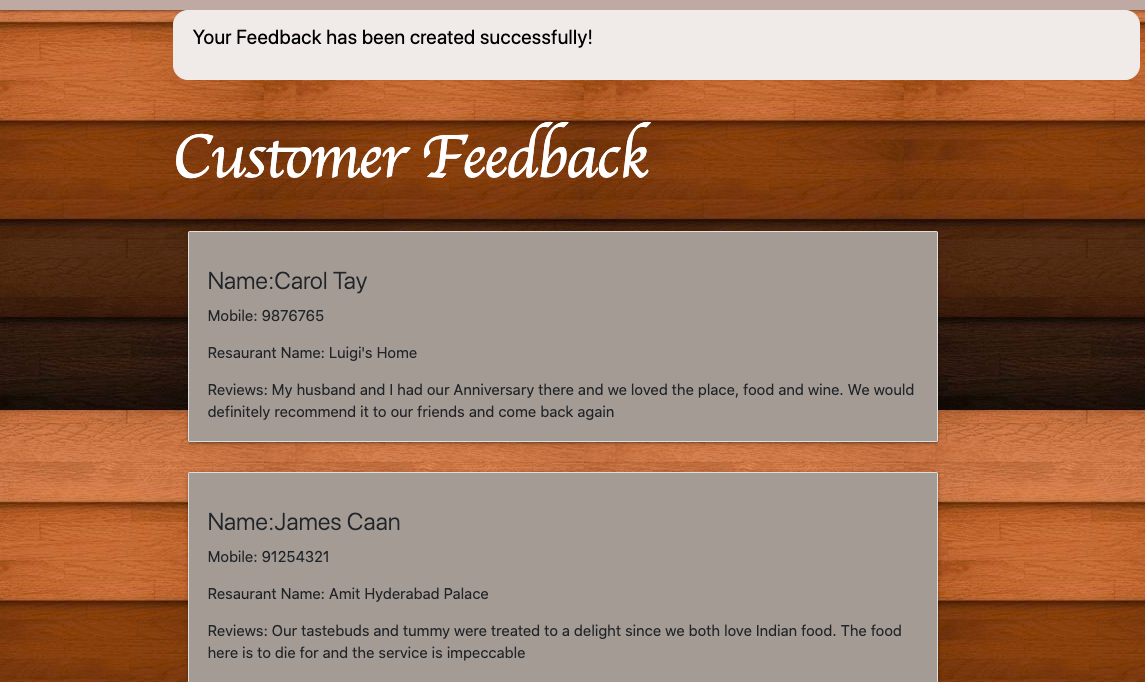 Your Feedback has been created successfully!
Customer Feedback
Name:Carol Tay
Mobile: 9876765
Resaurant Name: Luigi's Home
Reviews: My husband and I had our Anniversary there and we loved the place, food and wine. We would
definitely recommend it to our friends and come back again
Name:James Caan
Mobile: 91254321
Resaurant Name: Amit Hyderabad Palace
Reviews: Our tastebuds and tummy were treated to a delight since we both love Indian food. The food
here is to die for and the service is impeccable